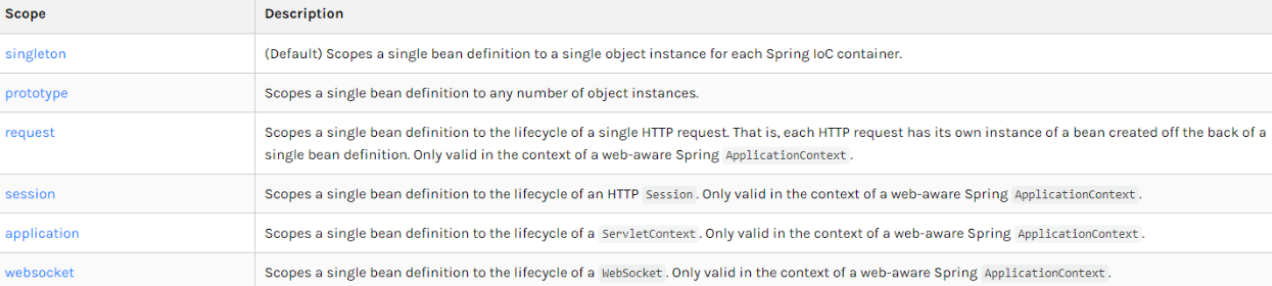 Scope Description
singleton (Default) Scopes a single bean definition to a single object instance for each Spring IoC container.
prototype Scopes a single bean definition to any number of object instances.
request Scopes a single bean definition to the lifecycle of a single HTTP request. That is, each HTTP request has its own instance of a bean created off the back of a
single bean definition. Only valid in the context of a web-aware Spring ApplicationContext.
session Scopes a single bean definition to the lifecycle of an HTTP Session. Only valid in the context of a web-aware Spring ApplicationContext.
application Scopes a single bean definition to the lifecycle of a ServletContext. Only valid in the context of a web-aware Spring ApplicationContext.
websocket Scopes a single bean definition to the lifecycle of a WebSocket. Only valid in the context of a web-aware Spring ApplicationContext.